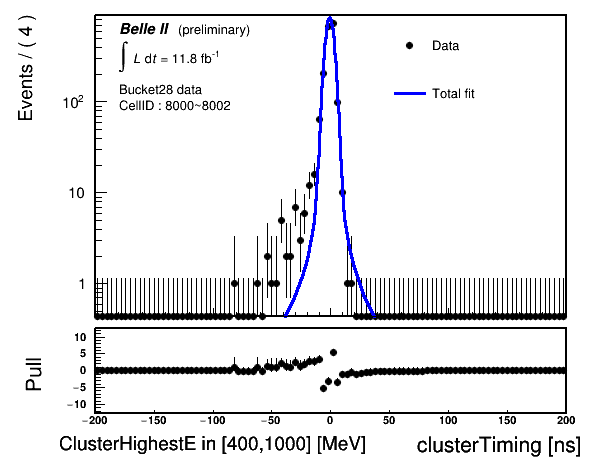 Belle II (preliminary)
∫ L dt = 11.8 fb⁻¹
Bucket28 data
CellID : 8000~8002
Data
Total fit
Events / ( 4 )
10²
10
1
Pull
10
5
0
−5
−10
−200 −150 −100 −50 0 50 100 150 200
ClusterHighestE in [400,1000] [MeV] clusterTiming [ns]